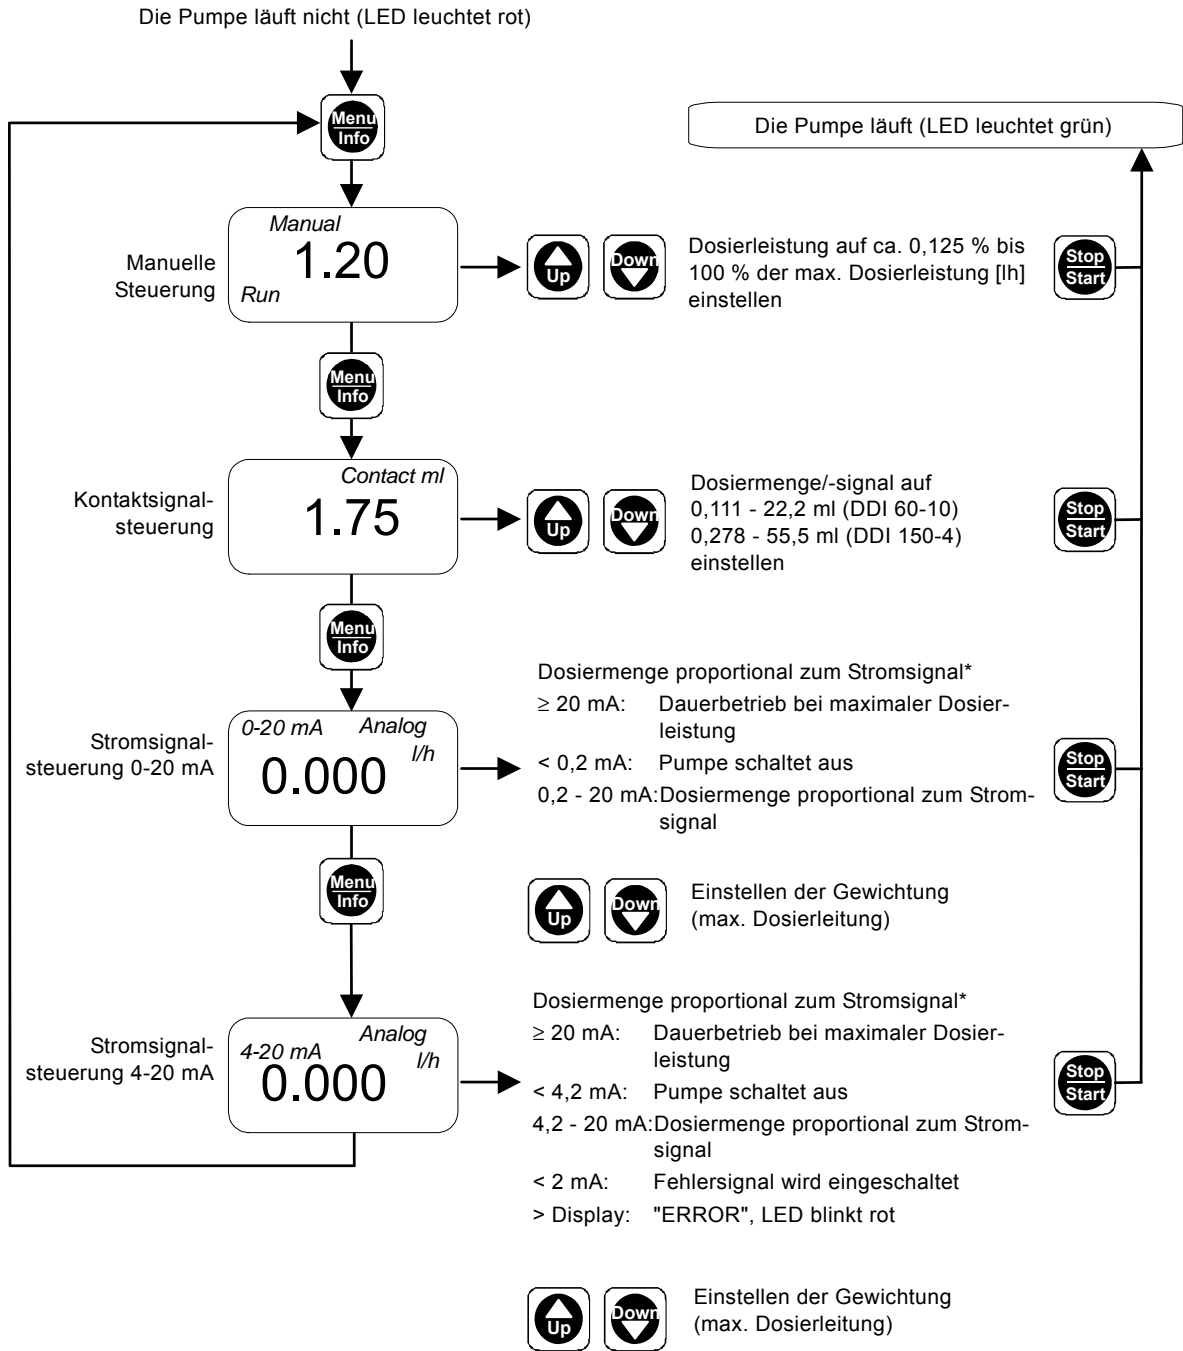 Die Pumpe läuft nicht (LED leuchtet rot)
Menu
Info
Die Pumpe läuft (LED leuchtet grün)
Manuelle
Steuerung
Manual
1.20
Run
Up
Down
Dosierleistung auf ca. 0,125 % bis
100 % der max. Dosierleistung [lh]
einstellen
Stop
Start
Menu
Info
Kontaktsignal-
steuerung
Contact ml
1.75
Up
Down
Dosiermenge/-signal auf
0,111 - 22,2 ml (DDI 60-10)
0,278 - 55,5 ml (DDI 150-4)
einstellen
Stop
Start
Menu
Info
Stromsignal-
steuerung 0-20 mA
0-20 mA Analog
l/h
0.000
Dosiermenge proportional zum Stromsignal*
≥ 20 mA: Dauerbetrieb bei maximaler Dosier-
leistung
< 0,2 mA: Pumpe schaltet aus
0,2 - 20 mA:Dosiermenge proportional zum Strom-
signal
Stop
Start
Menu
Info
Up
Down
Einstellen der Gewichtung
(max. Dosierleitung)
Stromsignal-
steuerung 4-20 mA
Analog
4-20 mA l/h
0.000
Dosiermenge proportional zum Stromsignal*
≥ 20 mA: Dauerbetrieb bei maximaler Dosier-
leistung
< 4,2 mA: Pumpe schaltet aus
4,2 - 20 mA:Dosiermenge proportional zum Strom-
signal
< 2 mA: Fehlersignal wird eingeschaltet
> Display: "ERROR", LED blinkt rot
Stop
Start
Up
Down
Einstellen der Gewichtung
(max. Dosierleitung)